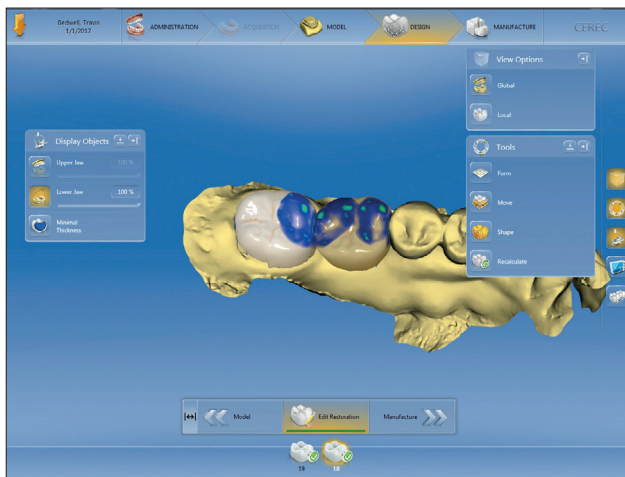 Bedwell, Travis
1/1/2017
ADMINISTRATION
ACQUISITION
MODEL
DESIGN
MANUFACTURE
CEREC
View Options
Global
Local
Display Objects
Upper Jaw 100 %
Lower Jaw 100 %
Minimal
Thickness
Tools
Form
Move
Shape
Recalculate
Model
Edit Restoration
Manufacture
19
18